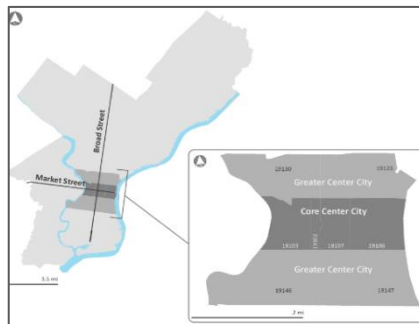 Broad Street
Market Street
3.5 mi
19130
19123
Greater Center City
Core Center City
19103
19102
19107
19106
Greater Center City
19146
19147
2 mi